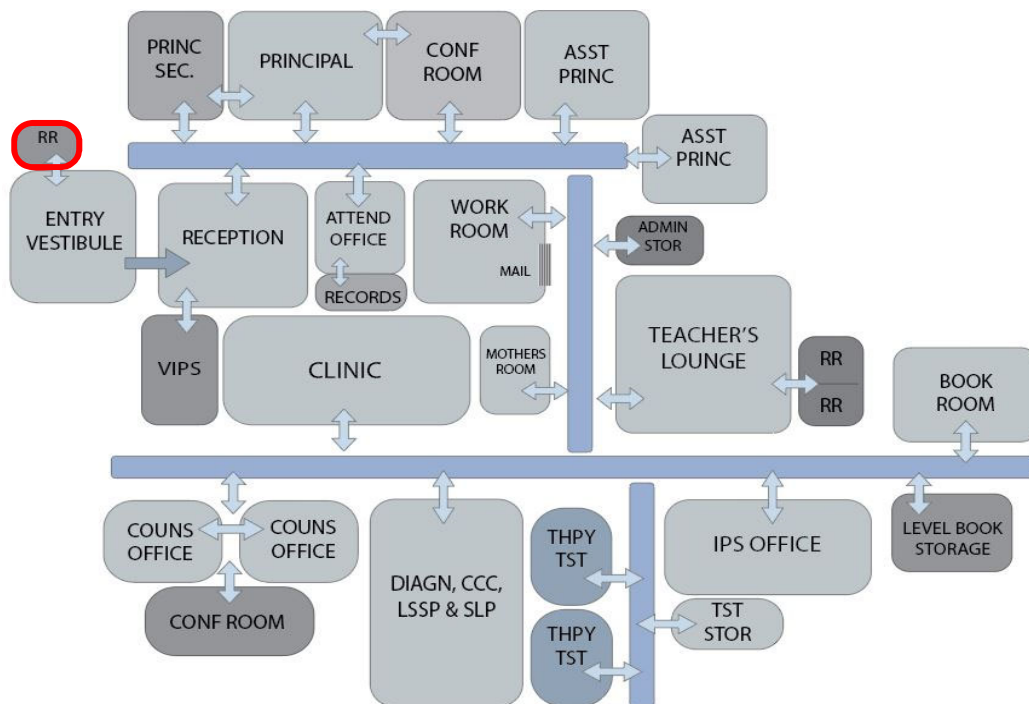 PRINC
SEC.
PRINCIPAL
CONF
ROOM
ASST
PRINC
ASST
PRINC
RR
ENTRY
VESTIBULE
RECEPTION
ATTEND
OFFICE
RECORDS
WORK
ROOM
MAIL
ADMIN
STOR
VIPS
CLINIC
MOTHERS
ROOM
TEACHER'S
LOUNGE
RR
RR
BOOK
ROOM
COUNS
OFFICE
COUNS
OFFICE
CONF ROOM
DIAGN, CCC,
LSSP & SLP
THPY
TST
THPY
TST
IPS OFFICE
TST
STOR
LEVEL BOOK
STORAGE